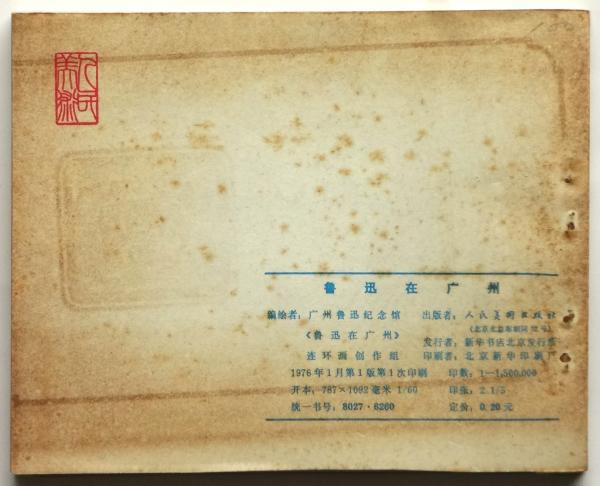 人民美術
鲁迅在广州
编绘者：广州鲁迅纪念馆 出版者：人民美术出版社
《鲁迅在广州》
连环画创作组
发行者：新华书店北京发行所
印刷者：北京新华印刷厂
1976年1月第1版第1次印刷 印数：1—1,500,000
开本：787×1092毫米 1/60 印张：2.1/5
统一书号：8027·6260 定价：0.20元